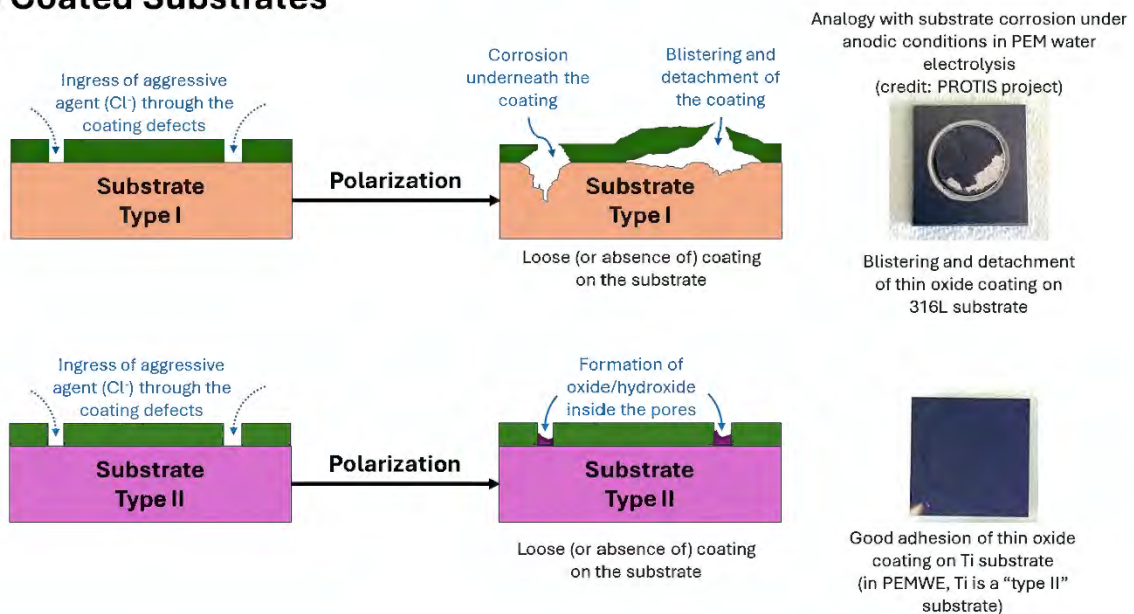 Coated Substrates
Analogy with substrate corrosion under
anodic conditions in PEM water
electrolysis
(credit: PROTIS project)
Ingress of aggressive
agent (Cl⁻) through the
coating defects
Corrosion
underneath the
coating
Blistering and
detachment of
the coating
Substrate
Type I
Polarization
Substrate
Type I
Loose (or absence of) coating
on the substrate
Blistering and detachment
of thin oxide coating on
316L substrate
Ingress of aggressive
agent (Cl⁻) through the
coating defects
Formation of
oxide/hydroxide
inside the pores
Substrate
Type II
Polarization
Substrate
Type II
Loose (or absence of) coating
on the substrate
Good adhesion of thin oxide
coating on Ti substrate
(in PEMWE, Ti is a “type II”
substrate)